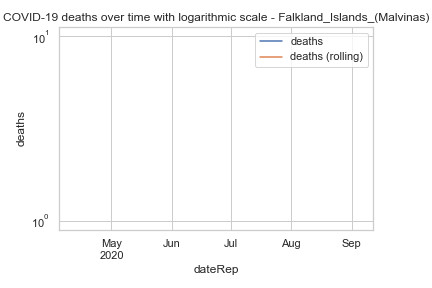 COVID-19 deaths over time with logarithmic scale - Falkland_Islands_(Malvinas)
10¹
deaths
deaths (rolling)
deaths
10⁰
May Jun Jul Aug Sep
2020
dateRep